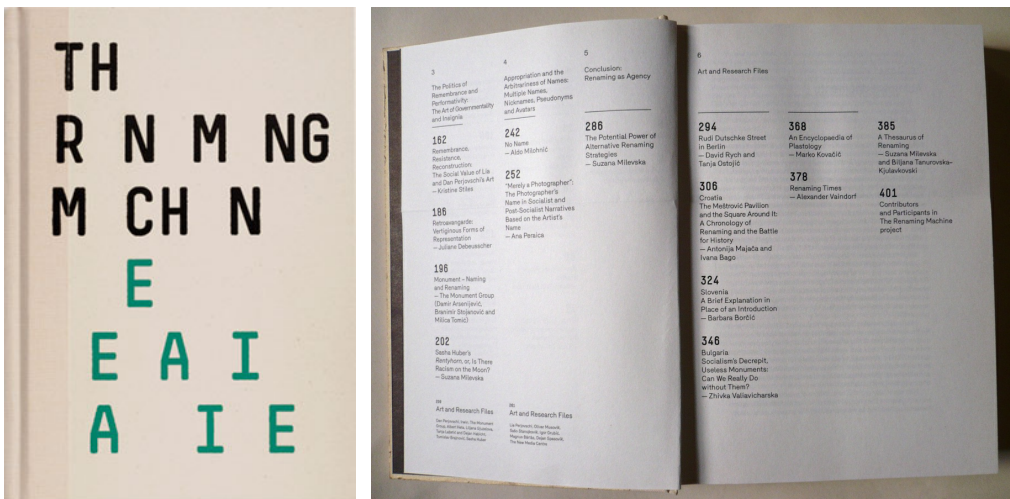 TH
R N M NG
M CH N
E
E A I
A I E
3
The Politics of
Remembrance and
Performativity:
The Art of Governmentality
and Insignia
162
Remembrance,
Resistance,
Reconstruction:
The Social Value of Lia
and Dan Perjovschi's Art
— Kristine Stiles
186
Retroavangarde:
Vertiginous Forms of
Representation
— Juliane Debeusscher
196
Monument – Naming
and Renaming
— The Monument Group
(Damir Arsenijević,
Branimir Stojanović and
Milica Tomić)
202
Sasha Huber's
Rentyhorn, or, Is There
Racism on the Moon?
— Suzana Milevska
Art and Research Files
4
Appropriation and the
Arbitrariness of Names:
Multiple Names,
Nicknames, Pseudonyms
and Avatars
242
No Name
— Aldo Milohnić
252
"Merely a Photographer":
The Photographer's
Name in Socialist and
Post-Socialist Narratives
Based on the Artist's
Name
— Ana Peraica
Art and Research Files
5
Conclusion:
Renaming as Agency
286
The Potential Power of
Alternative Renaming
Strategies
— Suzana Milevska
6
Art and Research Files
294
Rudi Dutschke Street
in Berlin
— David Rych and
Tanja Ostojić
306
Croatia
The Meštrović Pavilion
and the Square Around It:
A Chronology of
Renaming and the Battle
for History
— Antonija Majača and
Ivana Bago
324
Slovenia
A Brief Explanation in
Place of an Introduction
— Barbara Borčić
346
Bulgaria
Socialism's Decrepit,
Useless Monuments:
Can We Really Do
without Them?
— Zhivka Valiavicharska
368
An Encyclopaedia of
Plastology
— Marko Kovačić
378
Renaming Times
— Alexander Vaindorf
385
A Thesaurus of
Renaming
— Suzana Milevska
and Biljana Tanurovska–
Kjulavkovski
401
Contributors
and Participants in
The Renaming Machine
project